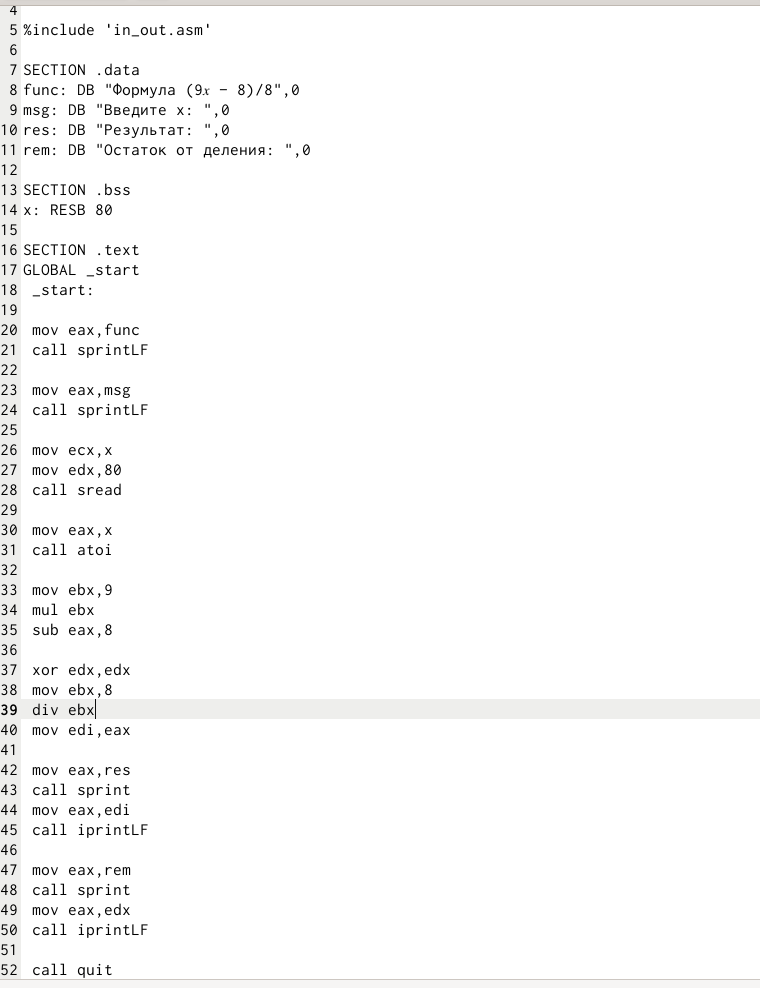 4
5 %include 'in_out.asm'
6
7 SECTION .data
8 func: DB "Формула (9𝑥 − 8)/8",0
9 msg: DB "Введите х: ",0
10 res: DB "Результат: ",0
11 rem: DB "Остаток от деления: ",0
12
13 SECTION .bss
14 x: RESB 80
15
16 SECTION .text
17 GLOBAL _start
18 _start:
19
20 mov eax,func
21 call sprintLF
22
23 mov eax,msg
24 call sprintLF
25
26 mov ecx,x
27 mov edx,80
28 call sread
29
30 mov eax,x
31 call atoi
32
33 mov ebx,9
34 mul ebx
35 sub eax,8
36
37 xor edx,edx
38 mov ebx,8
39 div ebx
40 mov edi,eax
41
42 mov eax,res
43 call sprint
44 mov eax,edi
45 call iprintLF
46
47 mov eax,rem
48 call sprint
49 mov eax,edx
50 call iprintLF
51
52 call quit